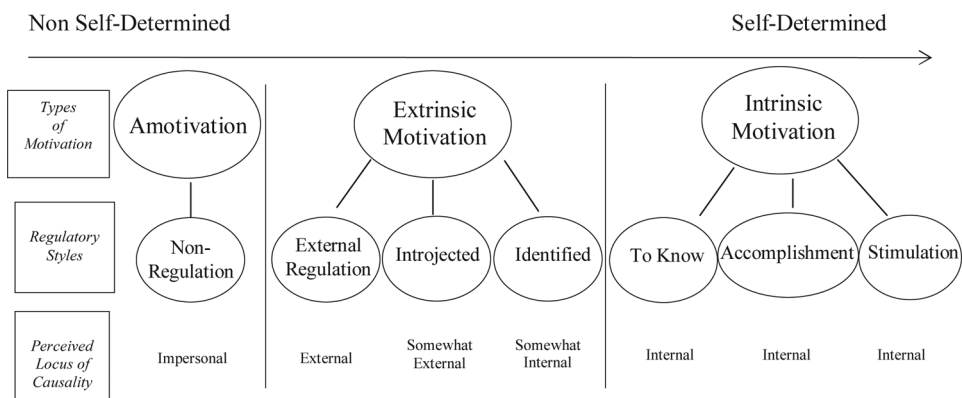 Non Self-Determined
Self-Determined
Types
of
Motivation
Amotivation
Extrinsic
Motivation
Intrinsic
Motivation
Regulatory
Styles
Non-
Regulation
External
Regulation
Introjected
Identified
To Know
Accomplishment
Stimulation
Perceived
Locus of
Causality
Impersonal
External
Somewhat
External
Somewhat
Internal
Internal
Internal
Internal